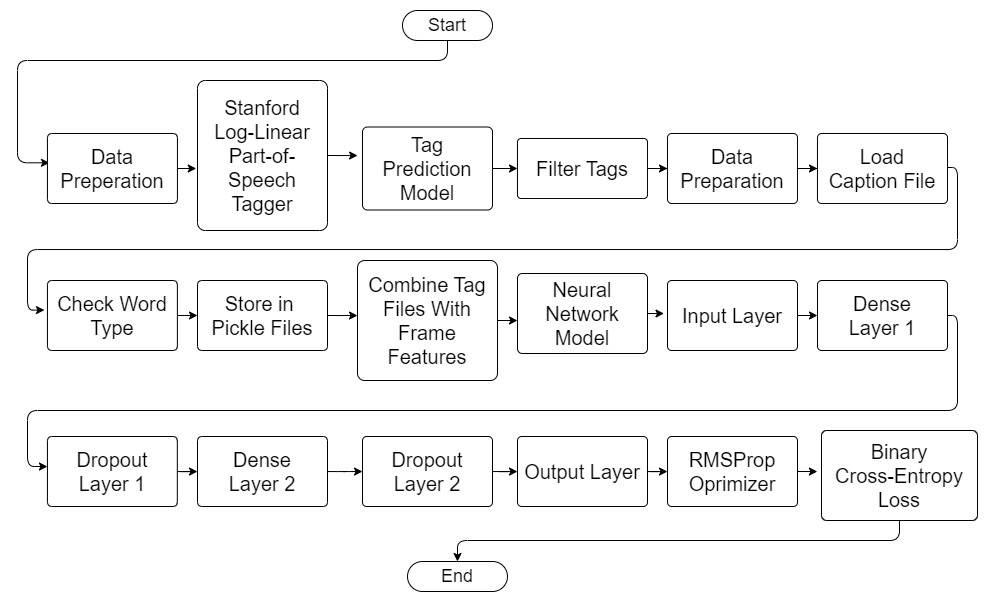 Start
Data
Preperation
Stanford
Log-Linear
Part-of-
Speech
Tagger
Tag
Prediction
Model
Filter Tags
Data
Preparation
Load
Caption File
Check Word
Type
Store in
Pickle Files
Combine Tag
Files With
Frame
Features
Neural
Network
Model
Input Layer
Dense
Layer 1
Dropout
Layer 1
Dense
Layer 2
Dropout
Layer 2
Output Layer
RMSProp
Oprimizer
Binary
Cross-Entropy
Loss
End